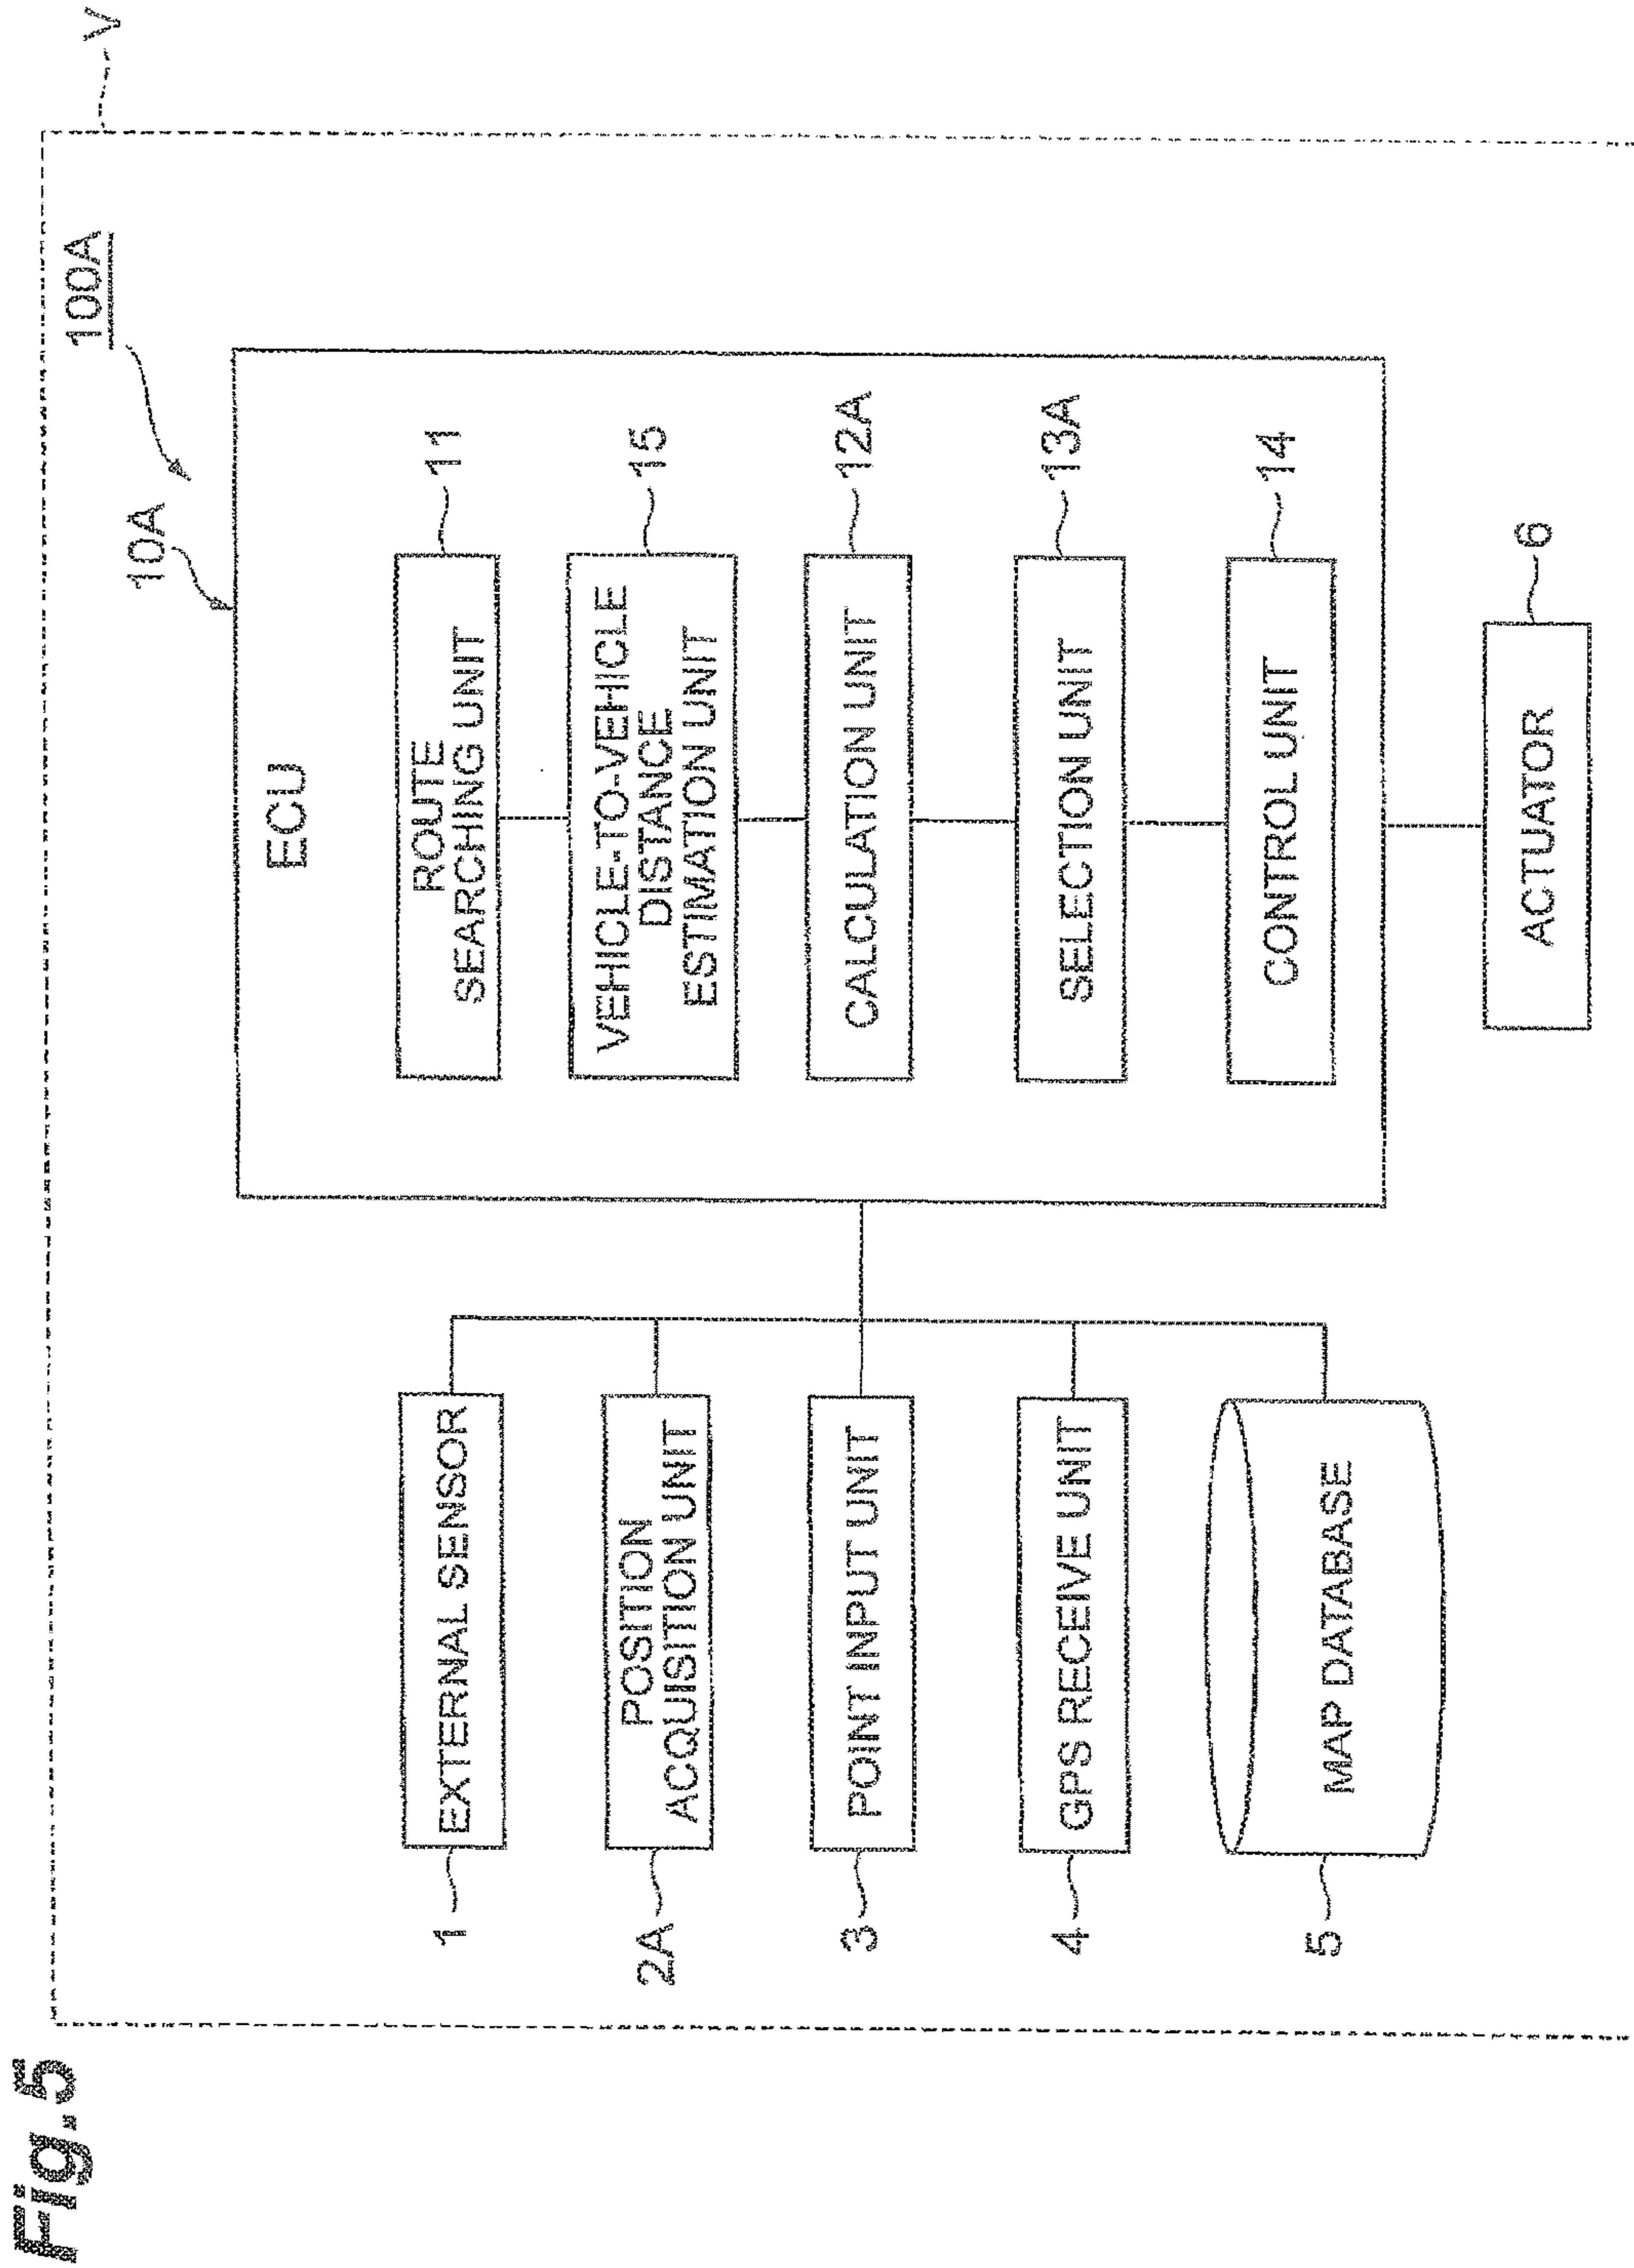 Fig.5
V
100A
10A
ECU
1
EXTERNAL SENSOR
2A
POSITION
ACQUISITION UNIT
3
POINT INPUT UNIT
4
GPS RECEIVE UNIT
5
MAP DATABASE
ROUTE
SEARCHING UNIT
11
VEHICLE-TO-VEHICLE
DISTANCE
ESTIMATION UNIT
15
CALCULATION UNIT
12A
SELECTION UNIT
13A
CONTROL UNIT
14
ACTUATOR
6